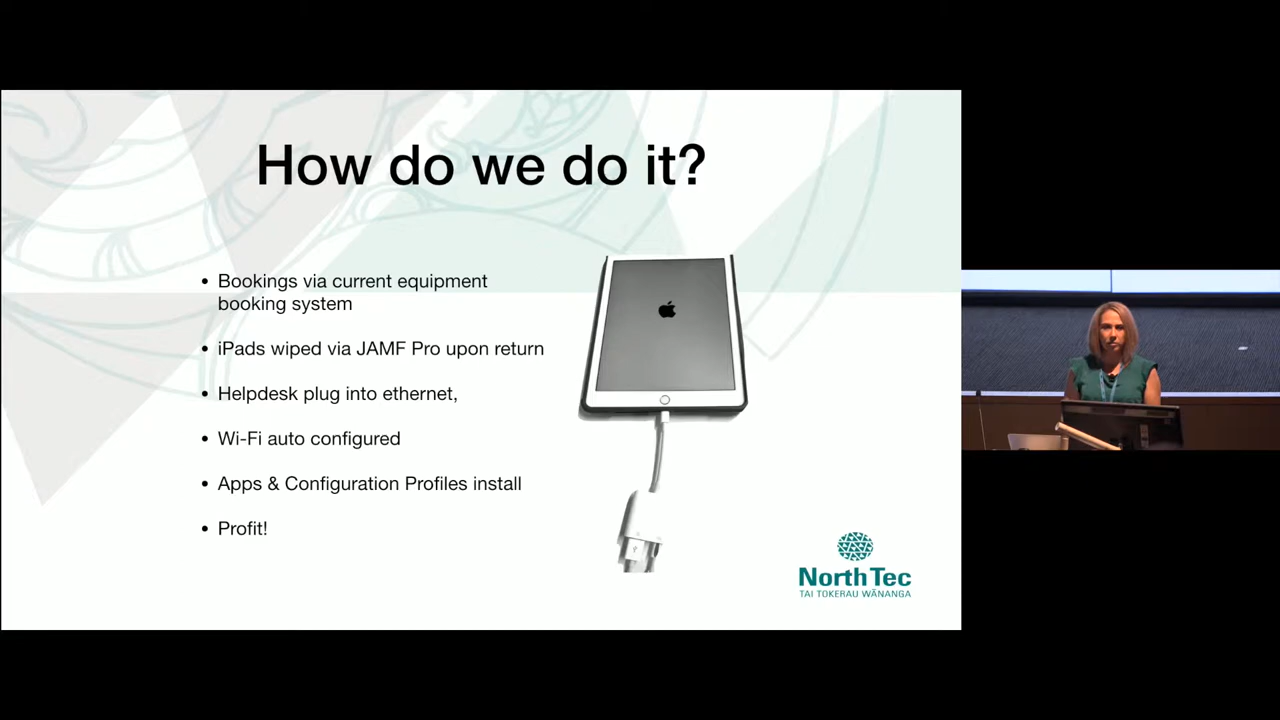 How do we do it?
• Bookings via current equipment
booking system
• iPads wiped via JAMF Pro upon return
• Helpdesk plug into ethernet,
• Wi-Fi auto configured
• Apps & Configuration Profiles install
• Profit!
NorthTec
TAI TOKERAU WĀNANGA